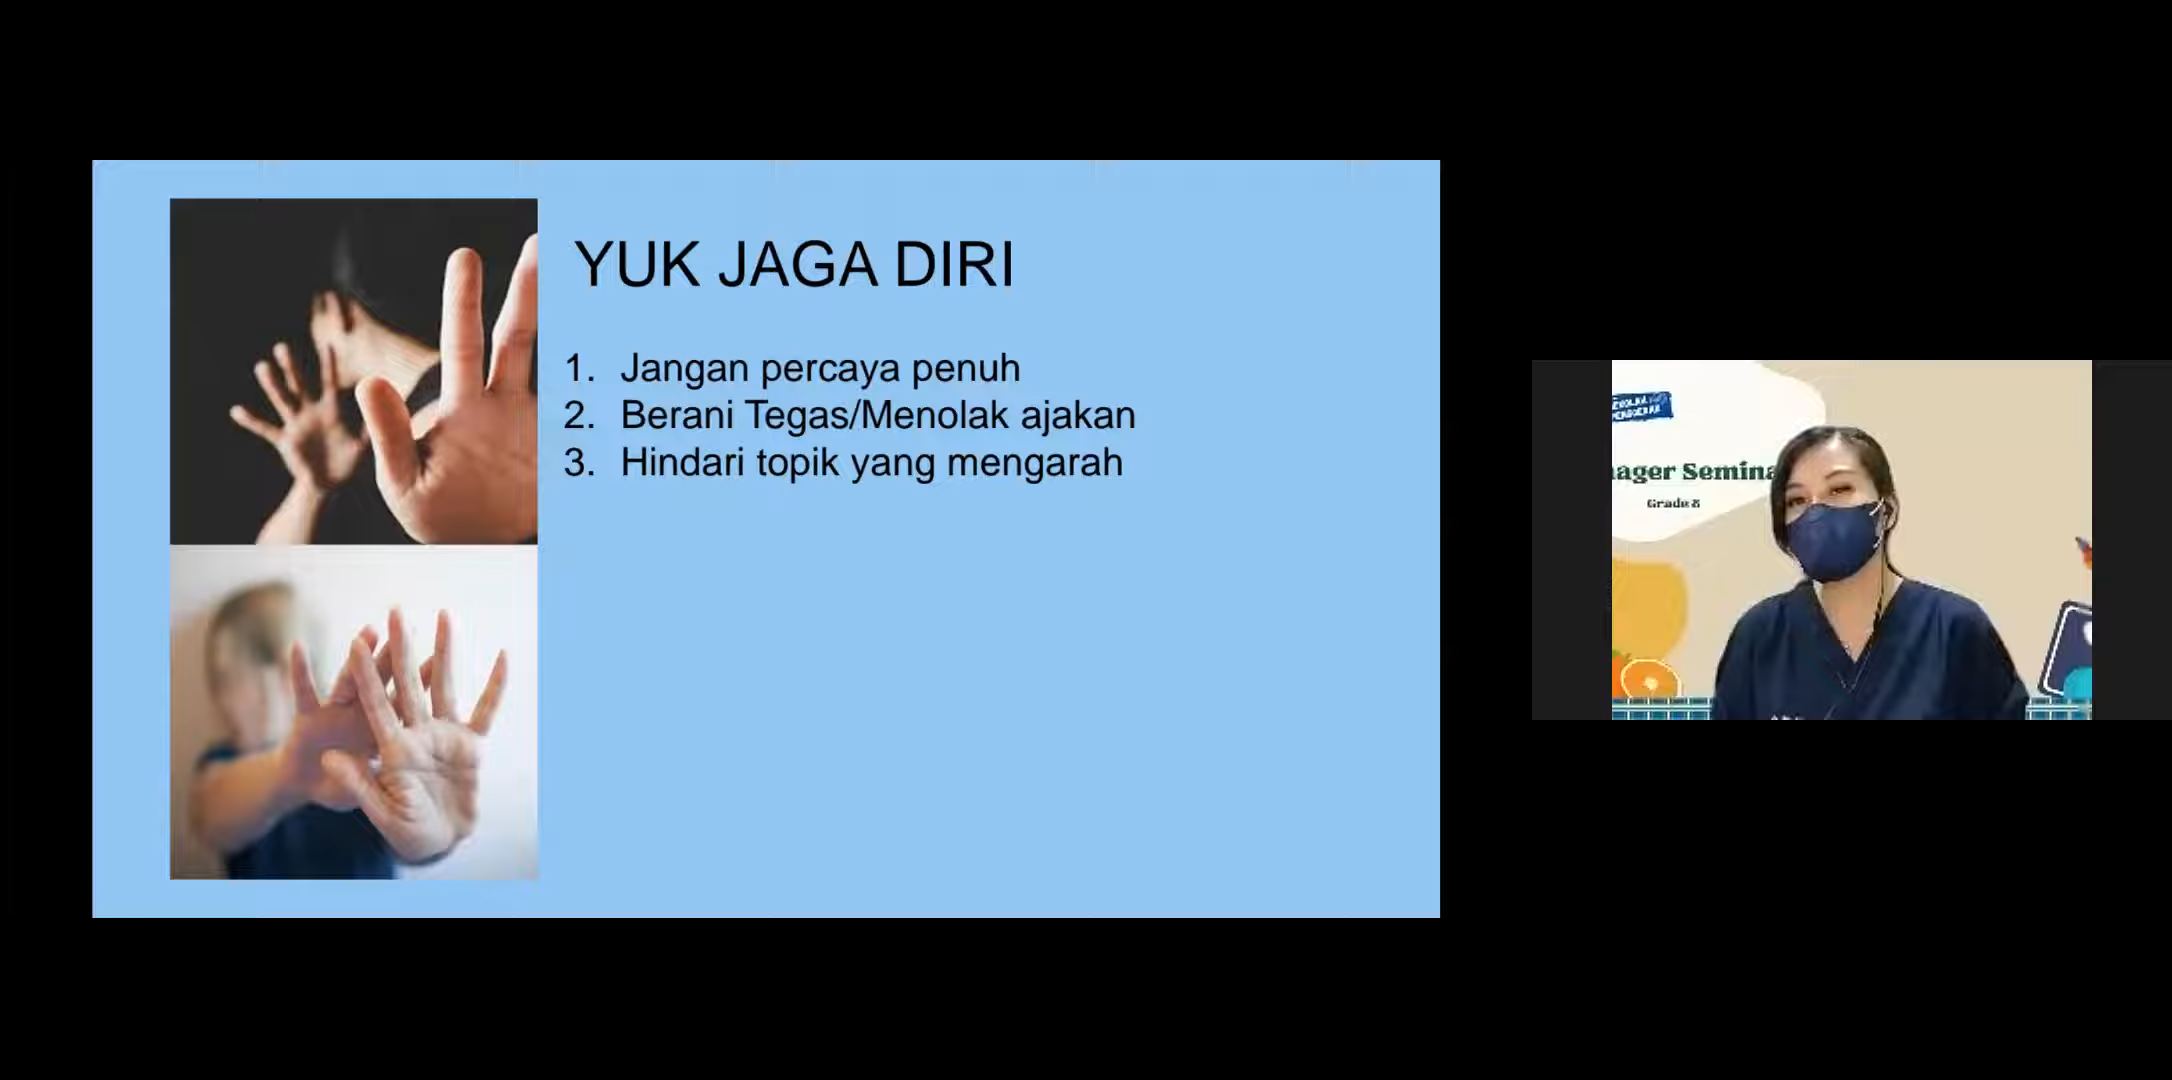 YUK JAGA DIRI
1. Jangan percaya penuh
2. Berani Tegas/Menolak ajakan
3. Hindari topik yang mengarah
ager Semina
Grade 8